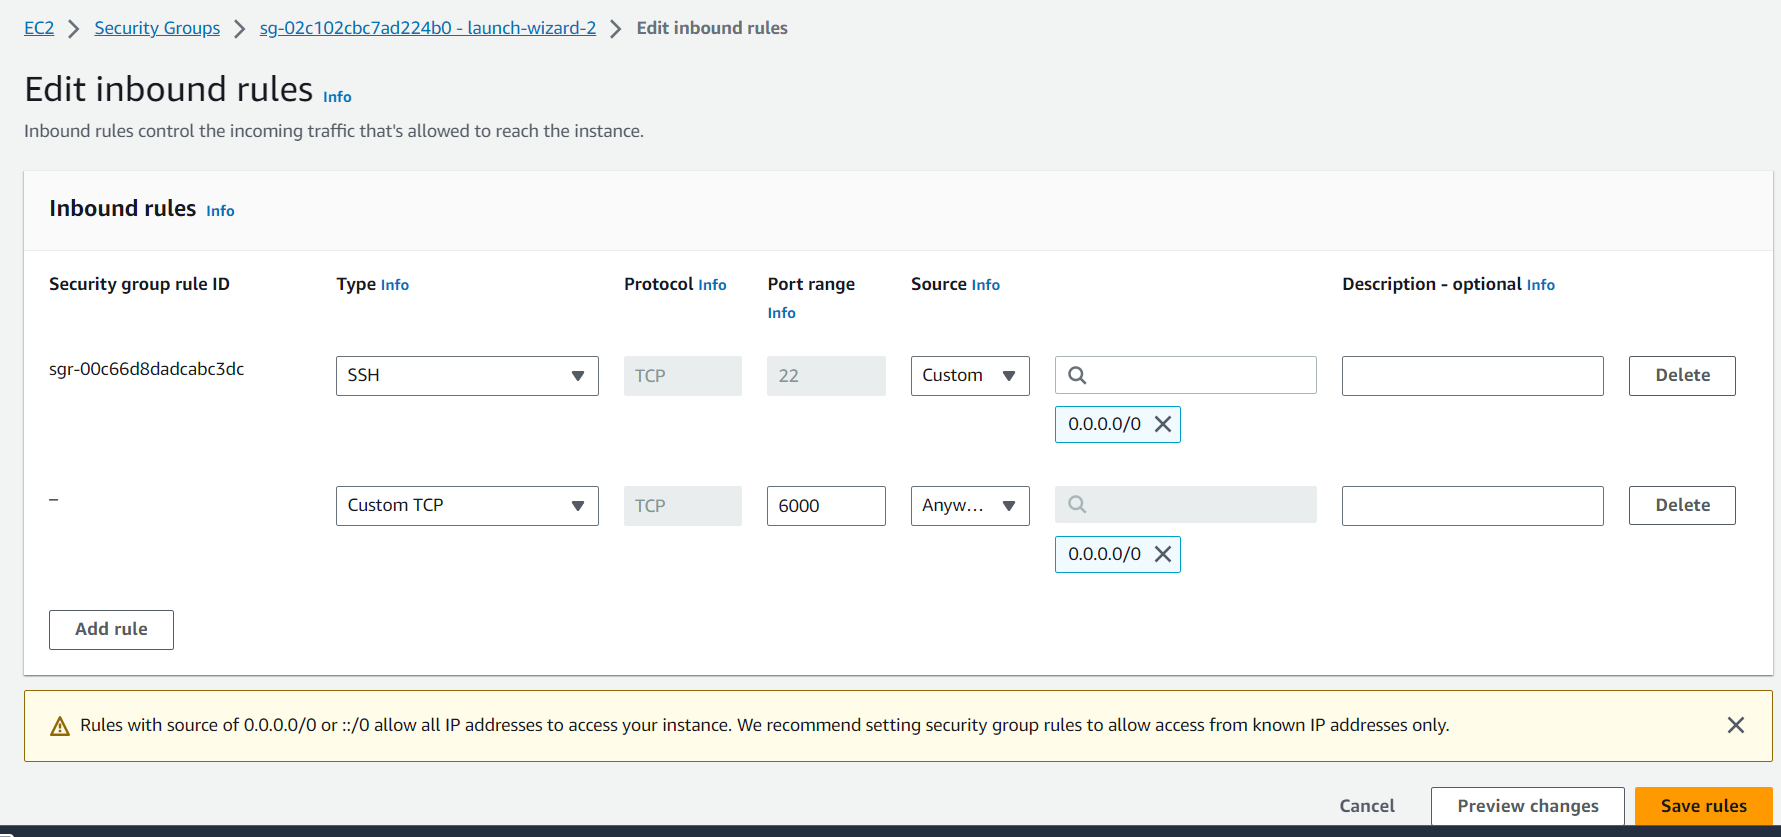 EC2 > Security Groups > sg-02c102cbc7ad224b0 - launch-wizard-2 > Edit inbound rules
Edit inbound rules Info
Inbound rules control the incoming traffic that's allowed to reach the instance.
Inbound rules Info
Security group rule ID Type Info Protocol Info Port range Source Info Description - optional Info
Info
sgr-00c66d8dadcabc3dc SSH TCP 22 Custom Delete
0.0.0.0/0
– Custom TCP TCP 6000 Anyw... Delete
0.0.0.0/0
Add rule
Rules with source of 0.0.0.0/0 or ::/0 allow all IP addresses to access your instance. We recommend setting security group rules to allow access from known IP addresses only.
Cancel Preview changes Save rules